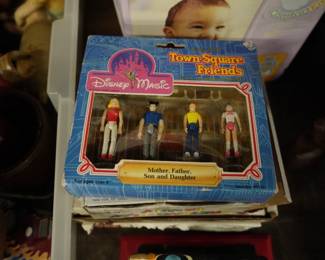 Town Square
Friends
DISNEY MAGIC
Mother, Father,
Son and Daughter